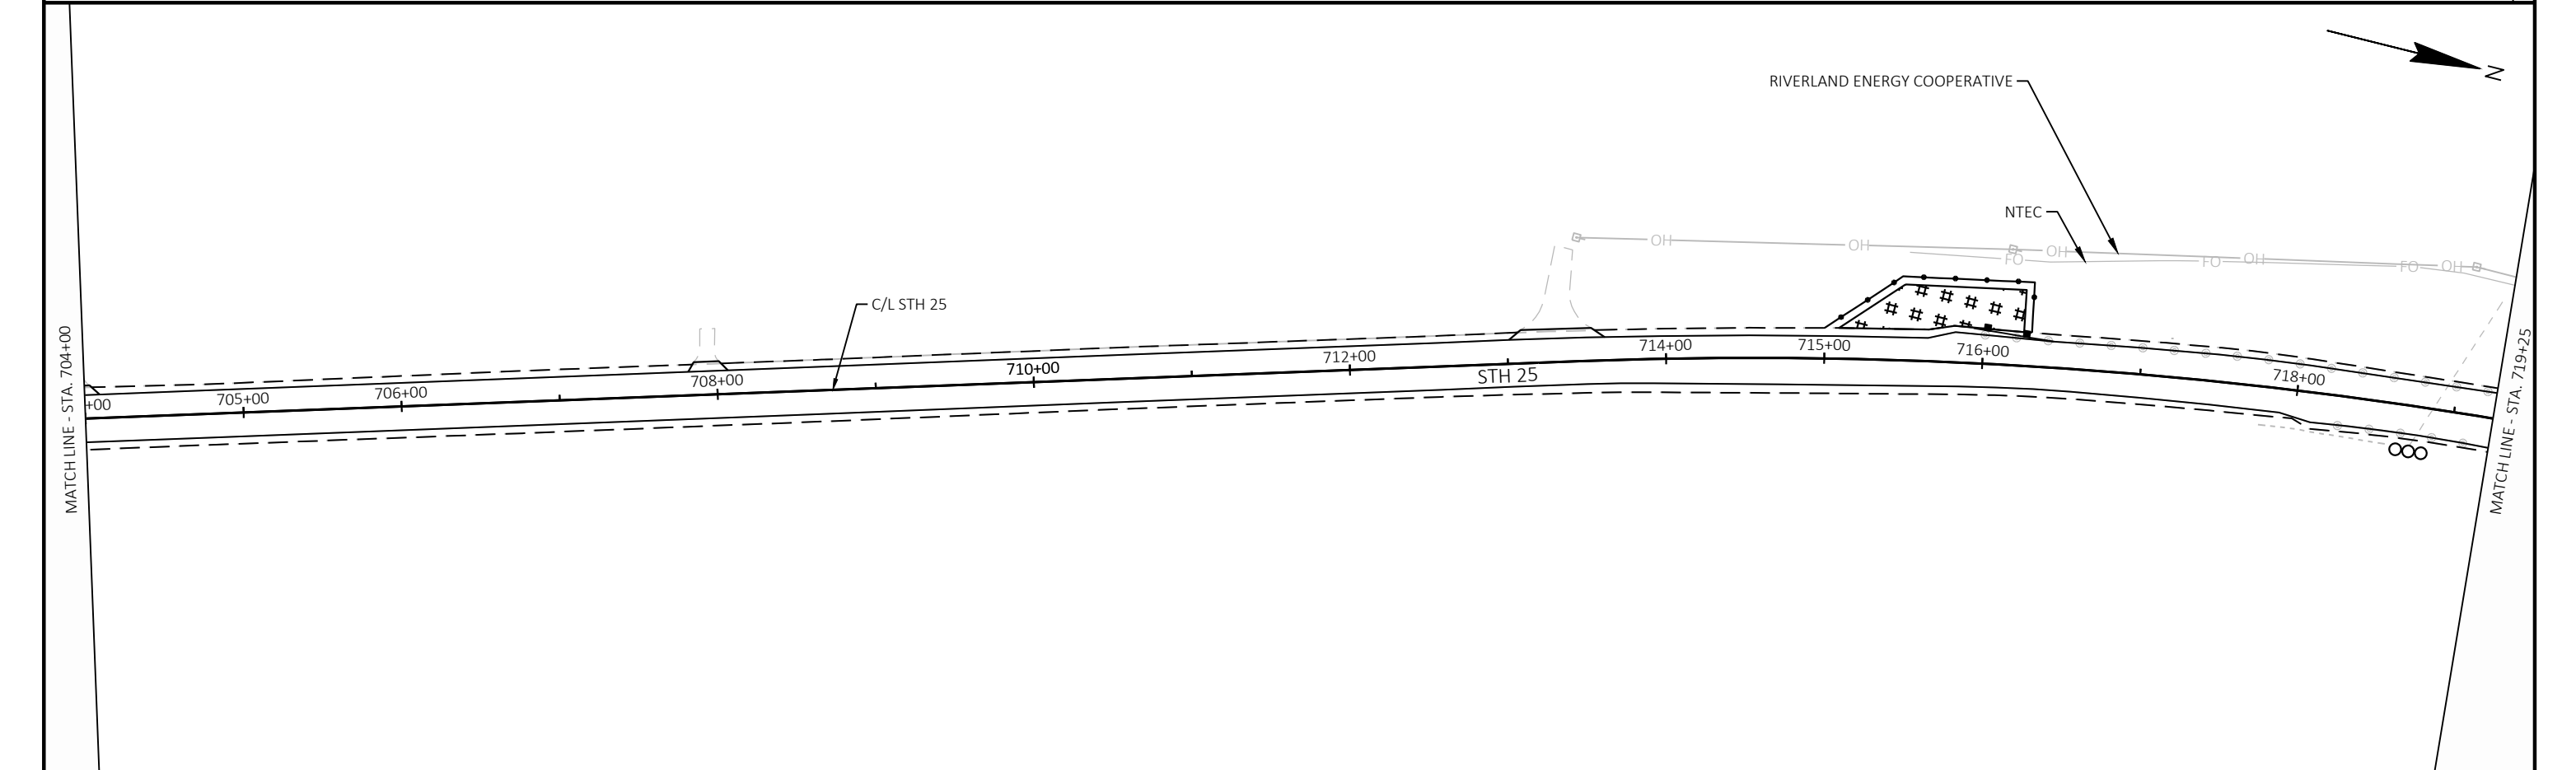 N
RIVERLAND ENERGY COOPERATIVE
NTEC
OH
OH
OH
OH
OH
FO
FO
FO
C/L STH 25
MATCH LINE - STA. 704+00
+00
705+00
706+00
708+00
710+00
712+00
STH 25
714+00
715+00
716+00
718+00
MATCH LINE - STA. 719+25